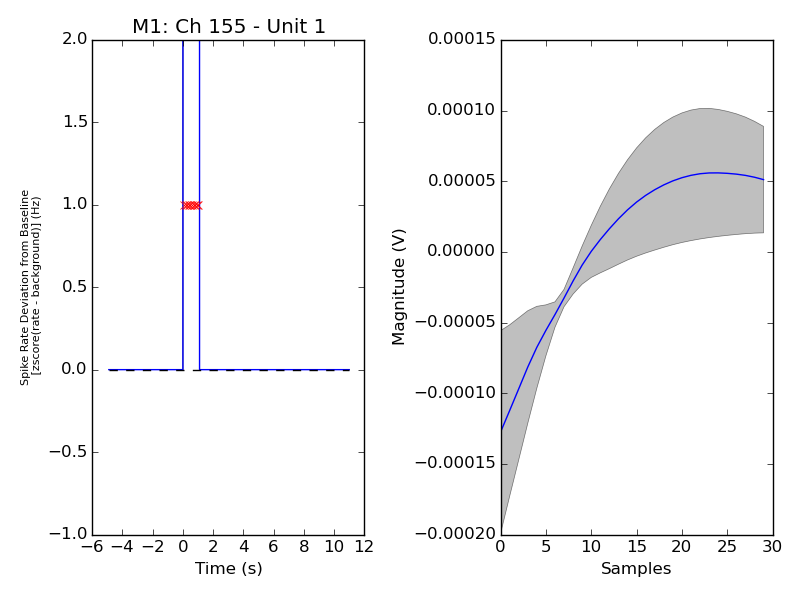 M1: Ch 155 - Unit 1
2.0
1.5
1.0
0.5
0.0
−0.5
−1.0
Spike Rate Deviation from Baseline
[zscore(rate - background)] (Hz)
−6 −4 −2 0 2 4 6 8 10 12
Time (s)
0.00015
0.00010
0.00005
0.00000
−0.00005
−0.00010
−0.00015
−0.00020
Magnitude (V)
0 5 10 15 20 25 30
Samples